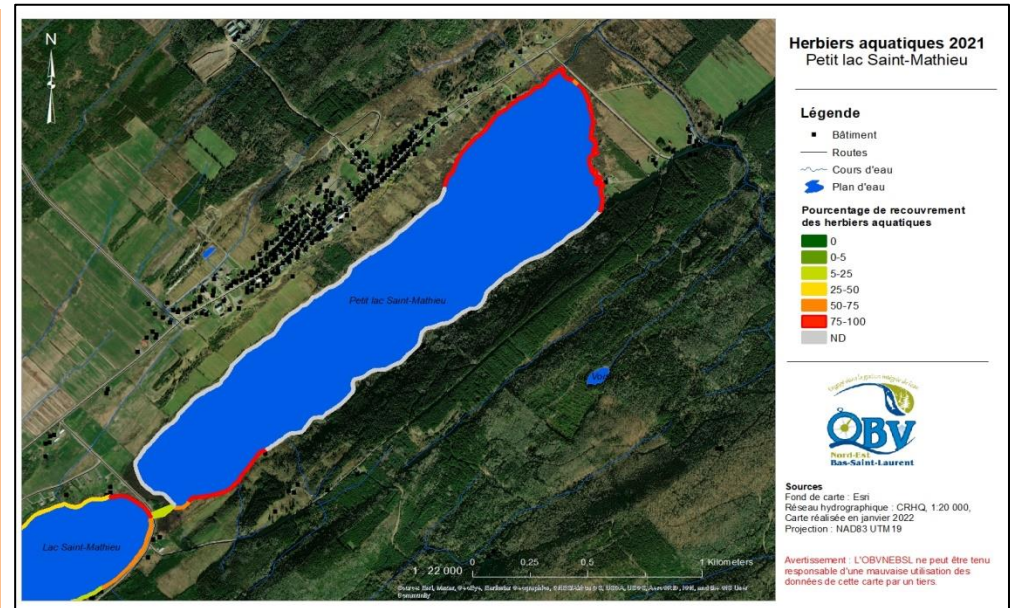 N
Petit lac Saint-Mathieu
Lac Saint-Mathieu
1 : 22 000
0
0,25
0,5
1 Kilometers
Community
Herbiers aquatiques 2021
Petit lac Saint-Mathieu
Légende
Bâtiment
Routes
Cours d'eau
Plan d'eau
Pourcentage de recouvrement
des herbiers aquatiques
0
0-5
5-25
25-50
50-75
75-100
ND
OBV
Nord-Est
Bas-Saint-Laurent
Sources
Fond de carte : Esri
Réseau hydrographique : CRHQ, 1:20 000,
Carte réalisée en janvier 2022
Projection : NAD83 UTM19
Avertissement : L'OBVNEBSL ne peut être tenu
responsable d'une mauvaise utilisation des
données de cette carte par un tiers.